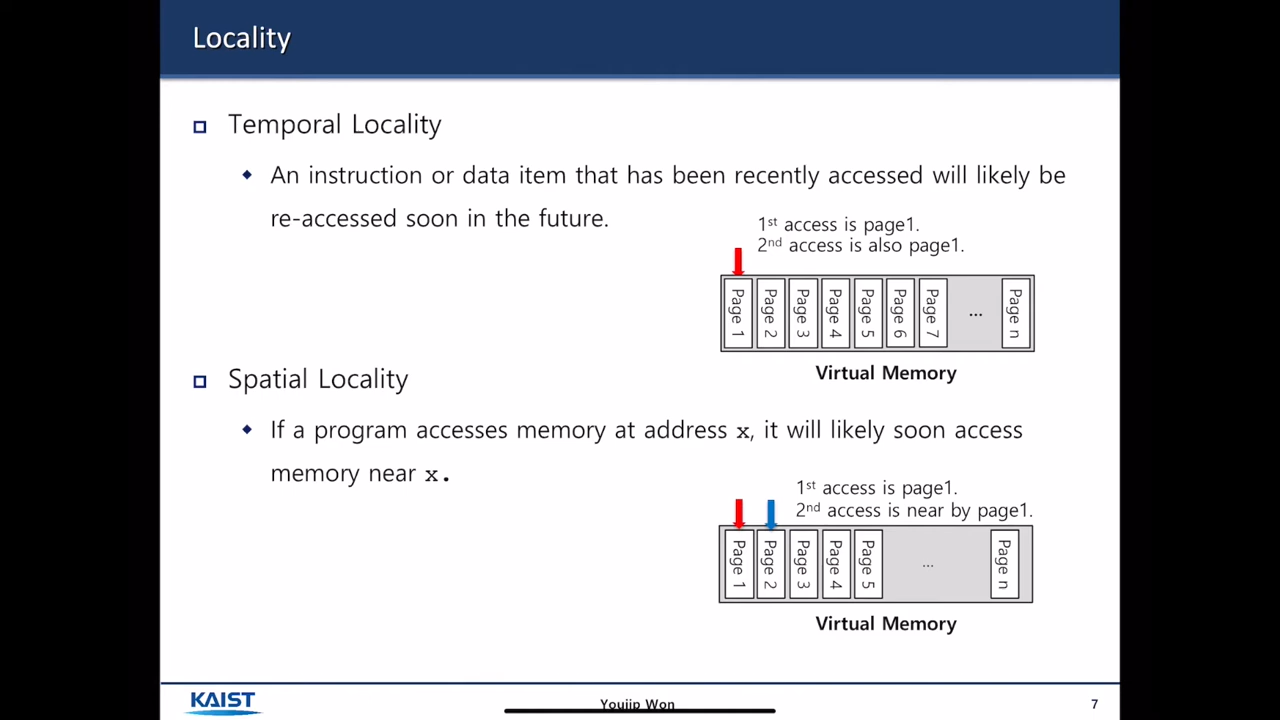 Locality
Temporal Locality
An instruction or data item that has been recently accessed will likely be
re-accessed soon in the future.
1st access is page1.
2nd access is also page1.
Page 1 Page 2 Page 3 Page 4 Page 5 Page 6 Page 7 ... Page n
Virtual Memory
Spatial Locality
If a program accesses memory at address x, it will likely soon access
memory near x.
1st access is page1.
2nd access is near by page1.
Page 1 Page 2 Page 3 Page 4 Page 5 ... Page n
Virtual Memory
KAIST
Youjip Won
7